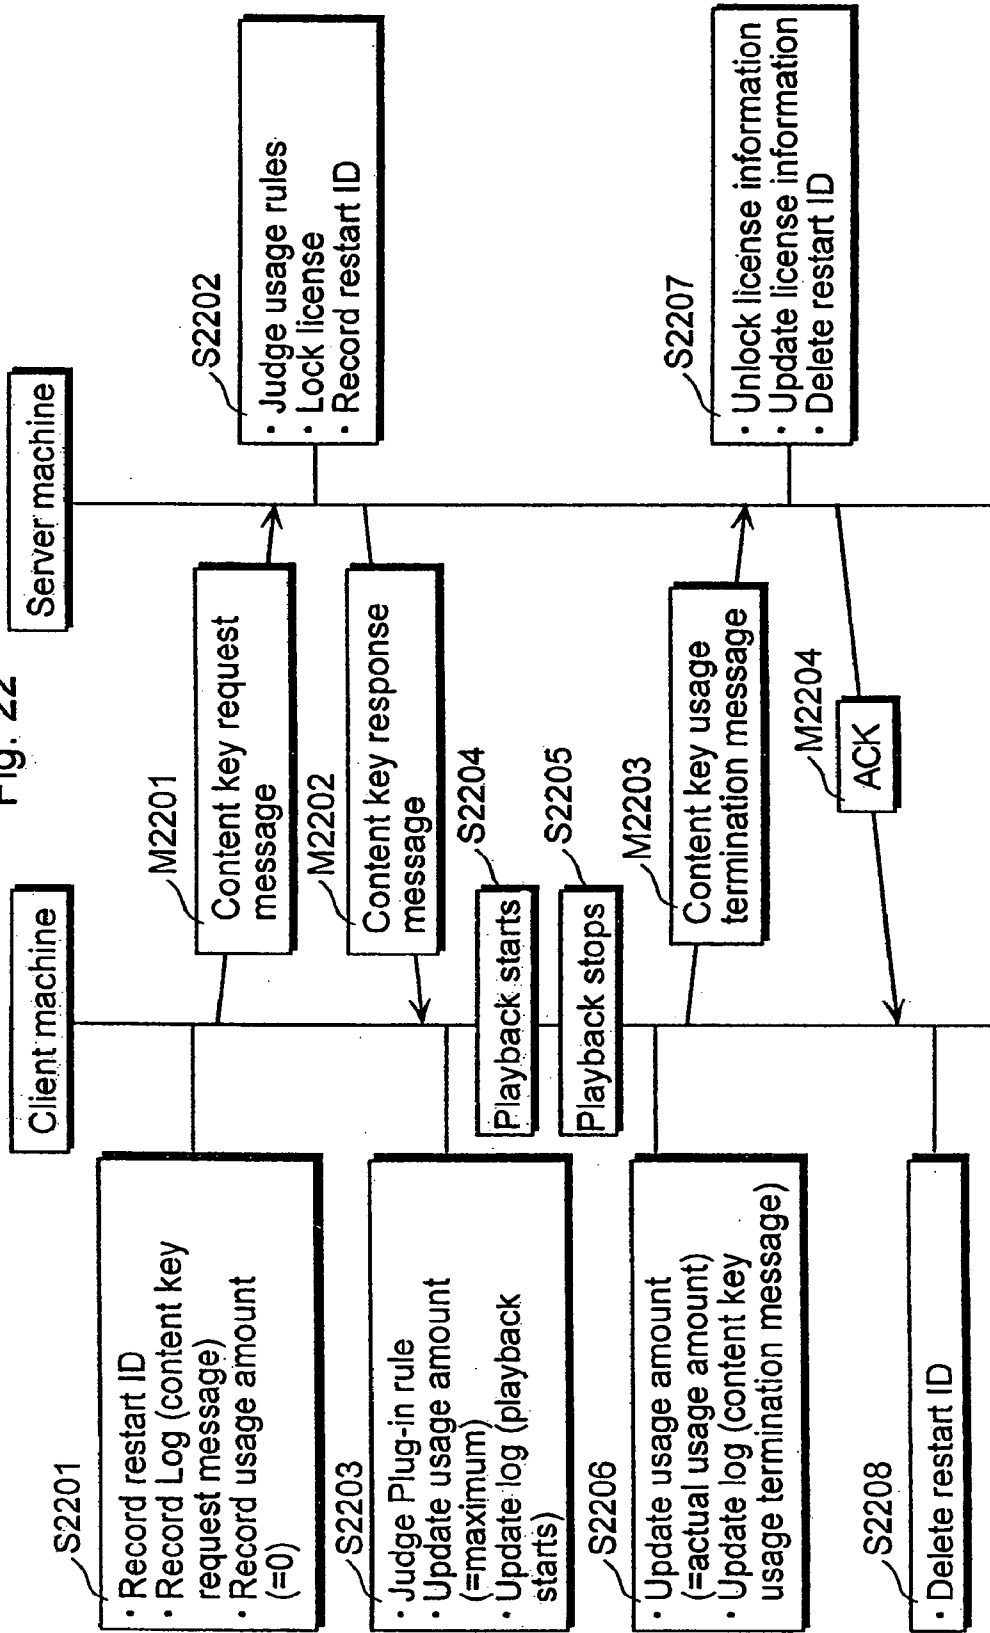 Fig. 22
Client machine
Server machine
S2201
· Record restart ID
· Record Log (content key
request message)
· Record usage amount
(=0)
M2201
Content key request
message
S2202
· Judge usage rules
· Lock license
· Record restart ID
M2202
Content key response
message
S2203
· Judge Plug-in rule
· Update usage amount
(=maximum)
· Update log (playback
starts)
S2204
Playback starts
S2205
Playback stops
S2206
· Update usage amount
(=actual usage amount)
· Update log (content key
usage termination message)
M2203
Content key usage
termination message
S2207
· Unlock license information
· Update license information
· Delete restart ID
M2204
ACK
S2208
· Delete restart ID